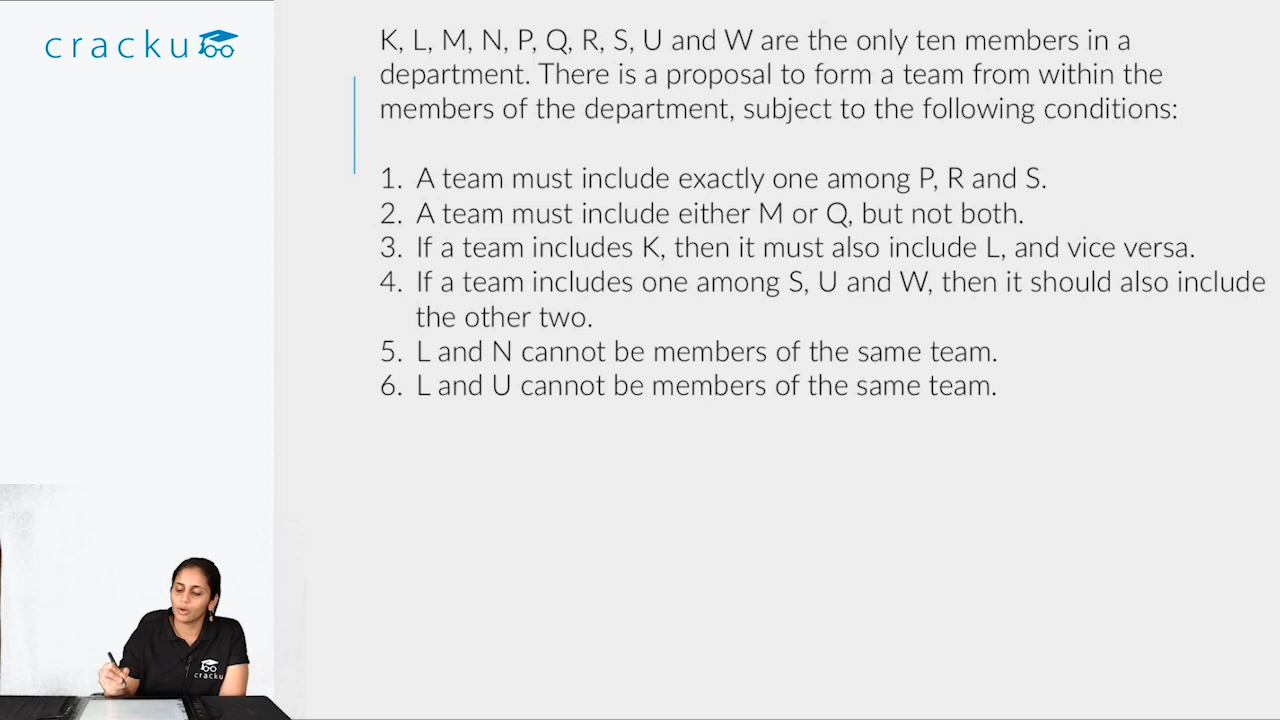 cracku
K, L, M, N, P, Q, R, S, U and W are the only ten members in a
department. There is a proposal to form a team from within the
members of the department, subject to the following conditions:
1. A team must include exactly one among P, R and S.
2. A team must include either M or Q, but not both.
3. If a team includes K, then it must also include L, and vice versa.
4. If a team includes one among S, U and W, then it should also include
the other two.
5. L and N cannot be members of the same team.
6. L and U cannot be members of the same team.
cracku